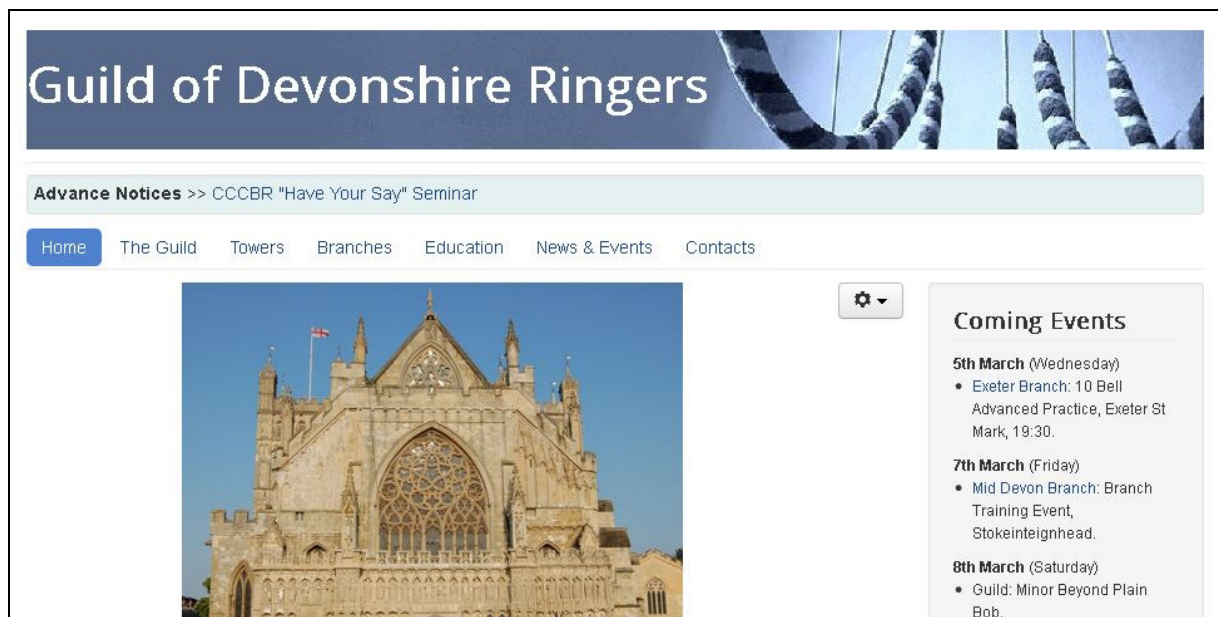 Guild of Devonshire Ringers
Advance Notices >> CCCBR "Have Your Say" Seminar
Home The Guild Towers Branches Education News & Events Contacts
Coming Events
5th March (Wednesday)
• Exeter Branch: 10 Bell
Advanced Practice, Exeter St
Mark, 19:30.
7th March (Friday)
• Mid Devon Branch: Branch
Training Event,
Stokeinteignhead.
8th March (Saturday)
• Guild: Minor Beyond Plain
Bob.